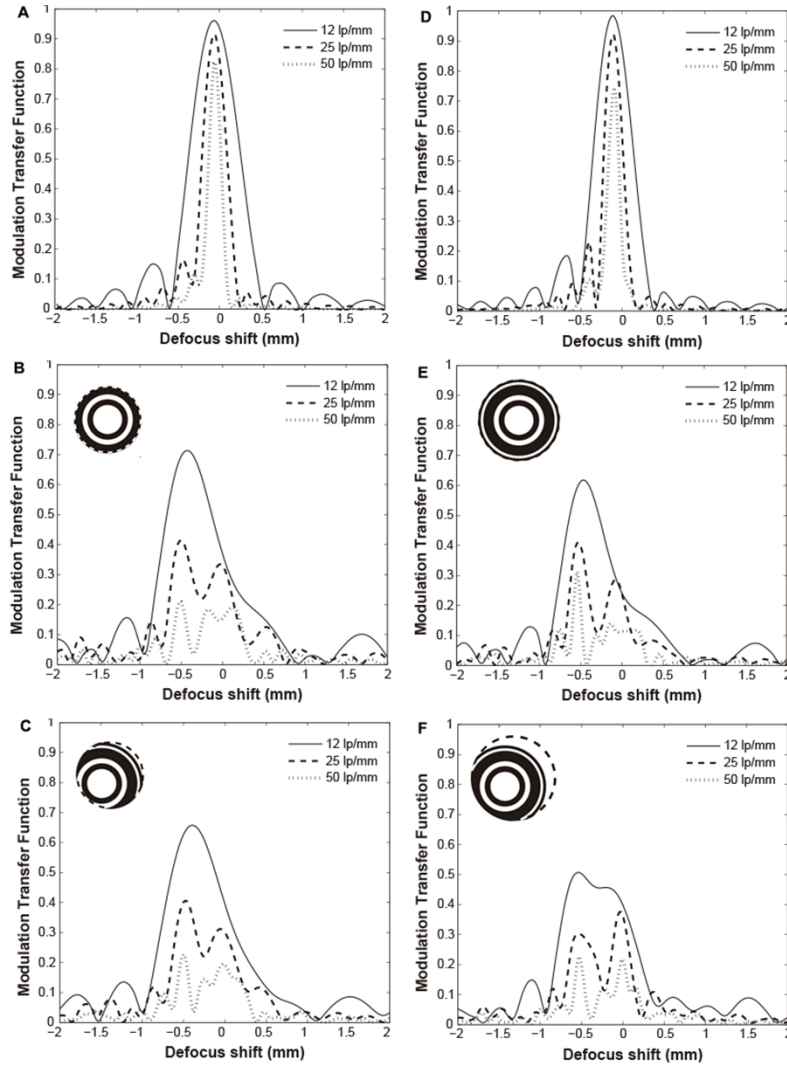 A
Modulation Transfer Function
1
0.9
0.8
0.7
0.6
0.5
0.4
0.3
0.2
0.1
0
12 lp/mm
25 lp/mm
50 lp/mm
−2 −1.5 −1 −0.5 0 0.5 1 1.5 2
Defocus shift (mm)
D
Modulation Transfer Function
1
0.9
0.8
0.7
0.6
0.5
0.4
0.3
0.2
0.1
0
12 lp/mm
25 lp/mm
50 lp/mm
−2 −1.5 −1 −0.5 0 0.5 1 1.5 2
Defocus shift (mm)
B
Modulation Transfer Function
1
0.9
0.8
0.7
0.6
0.5
0.4
0.3
0.2
0.1
0
12 lp/mm
25 lp/mm
50 lp/mm
−2 −1.5 −1 −0.5 0 0.5 1 1.5 2
Defocus shift (mm)
E
Modulation Transfer Function
1
0.9
0.8
0.7
0.6
0.5
0.4
0.3
0.2
0.1
0
12 lp/mm
25 lp/mm
50 lp/mm
−2 −1.5 −1 −0.5 0 0.5 1 1.5 2
Defocus shift (mm)
C
Modulation Transfer Function
1
0.9
0.8
0.7
0.6
0.5
0.4
0.3
0.2
0.1
0
12 lp/mm
25 lp/mm
50 lp/mm
−2 −1.5 −1 −0.5 0 0.5 1 1.5 2
Defocus shift (mm)
F
Modulation Transfer Function
1
0.9
0.8
0.7
0.6
0.5
0.4
0.3
0.2
0.1
0
12 lp/mm
25 lp/mm
50 lp/mm
−2 −1.5 −1 −0.5 0 0.5 1 1.5 2
Defocus shift (mm)